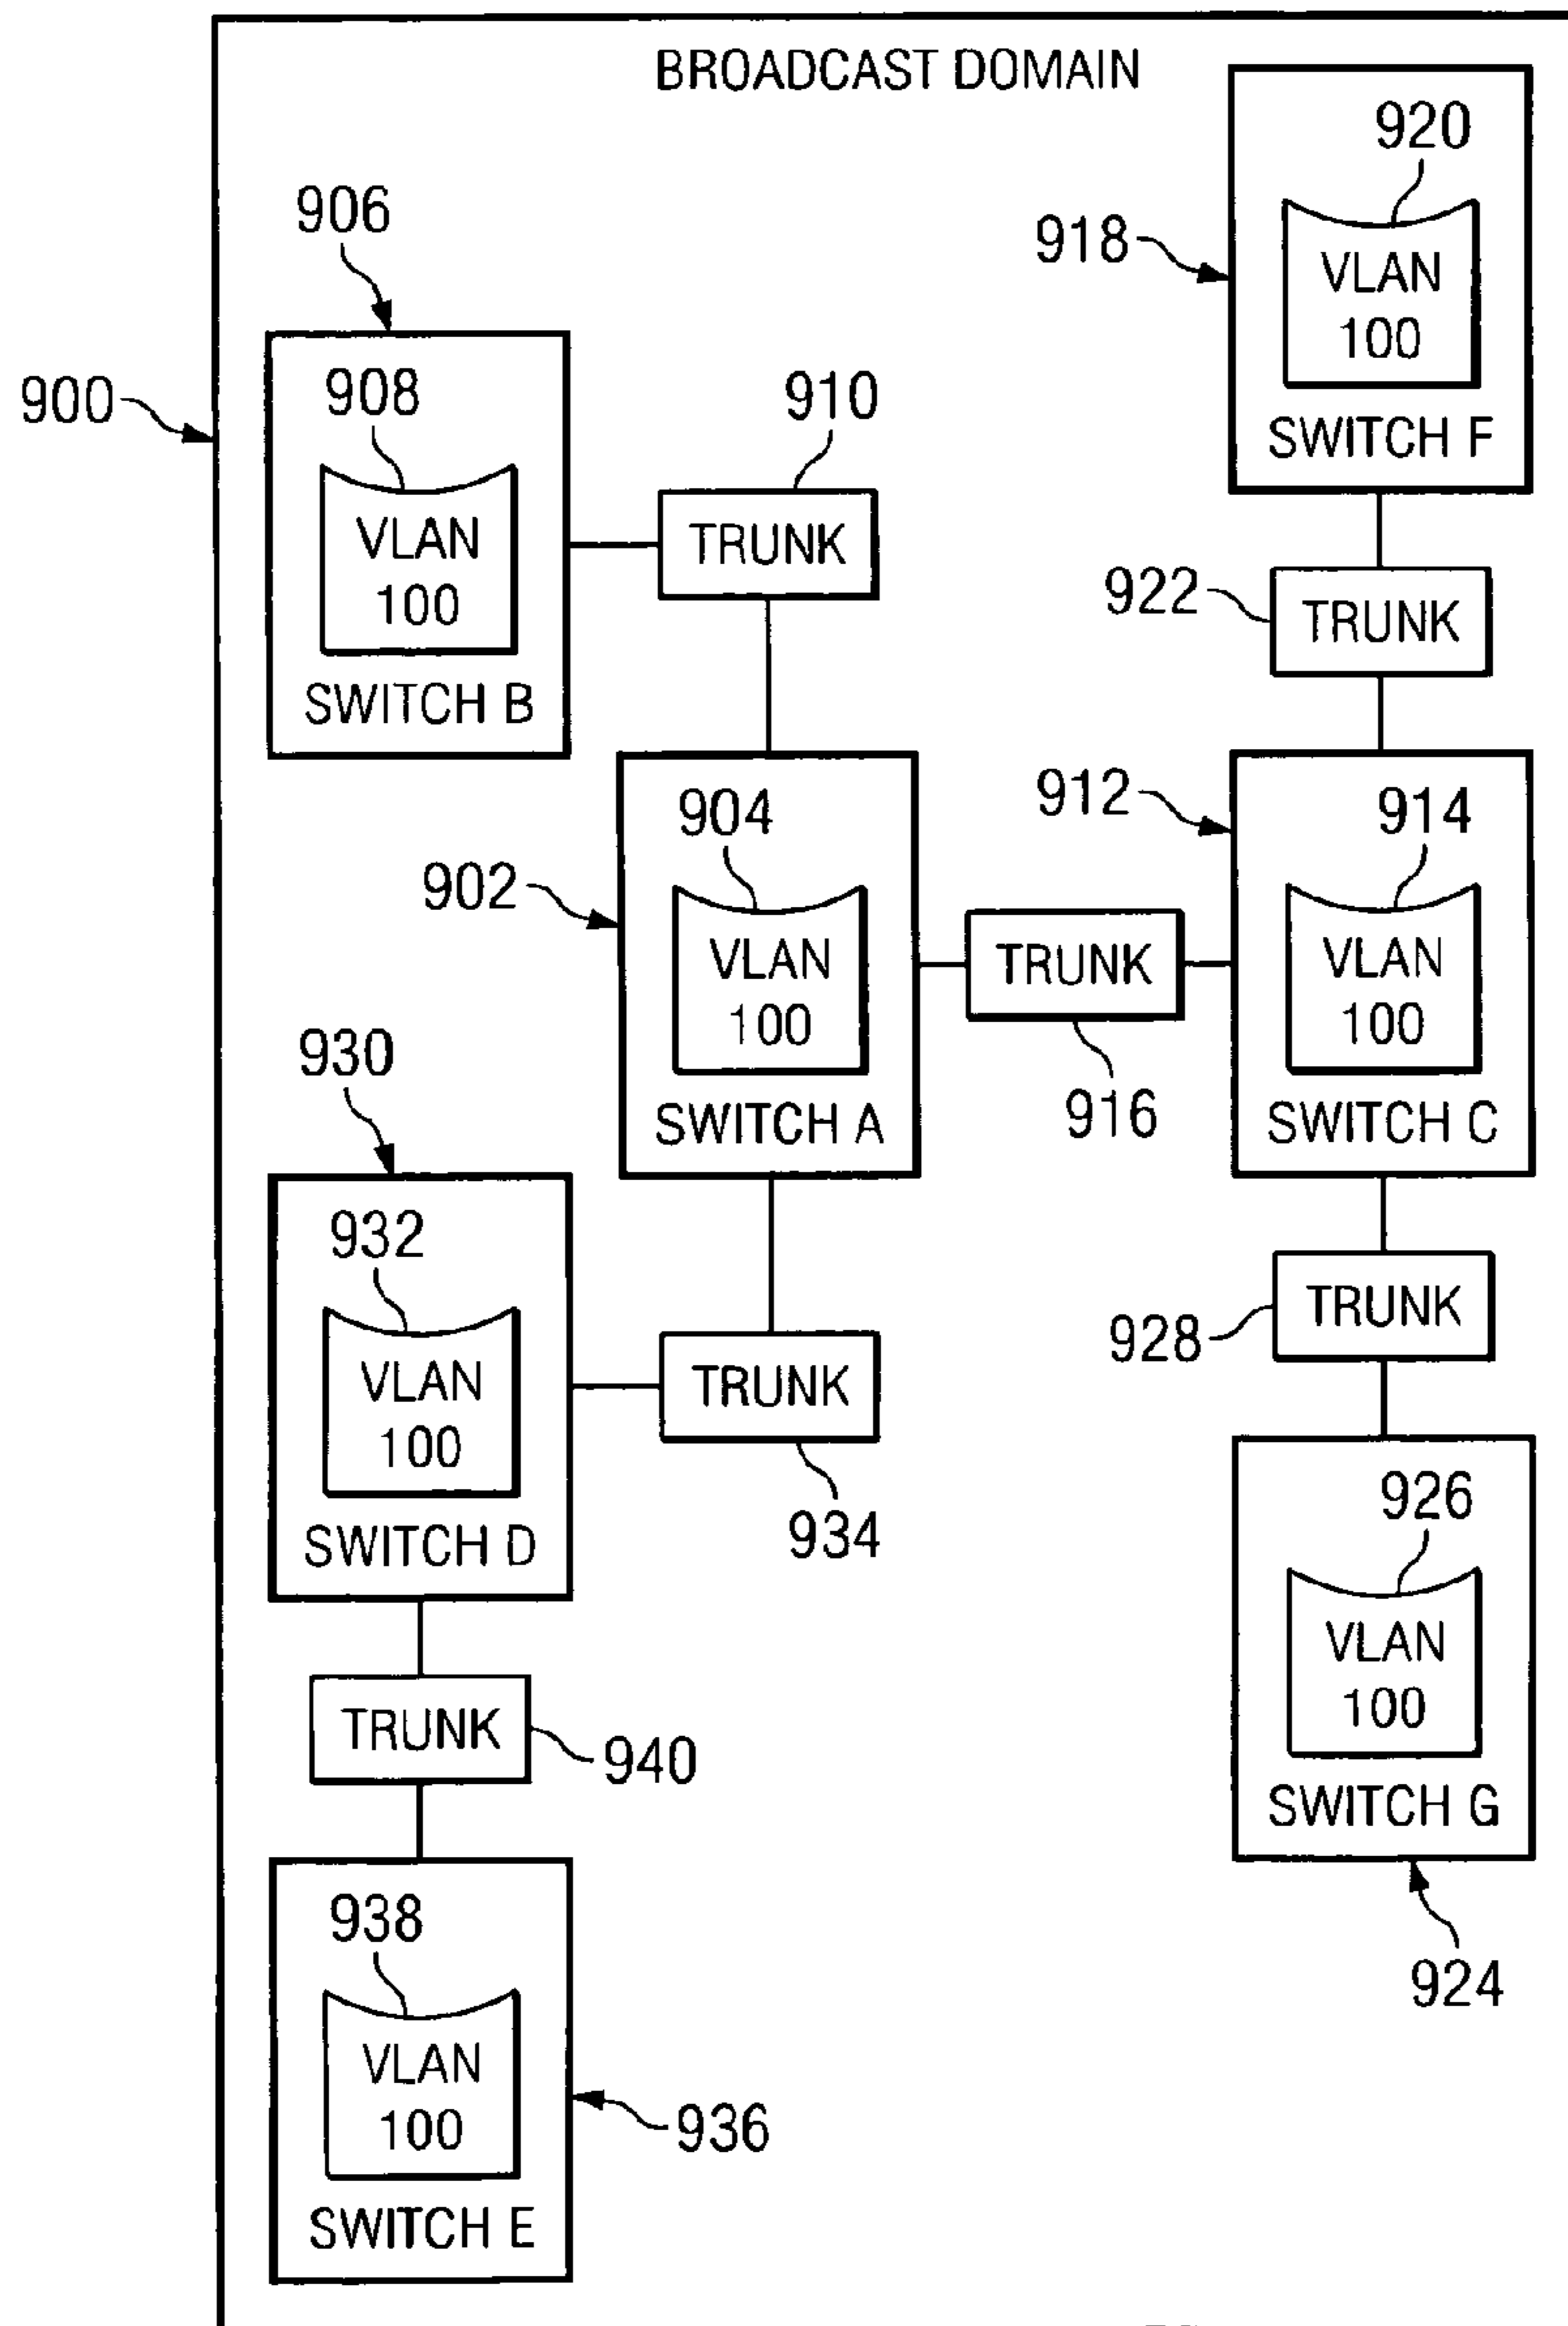 BROADCAST DOMAIN
920
918
VLAN
100
SWITCH F
906
900
908
VLAN
100
SWITCH B
910
TRUNK
922
TRUNK
902
904
VLAN
100
SWITCH A
TRUNK
916
912
914
VLAN
100
SWITCH C
930
932
VLAN
100
SWITCH D
TRUNK
934
928
TRUNK
926
VLAN
100
SWITCH G
924
TRUNK
940
938
VLAN
100
SWITCH E
936